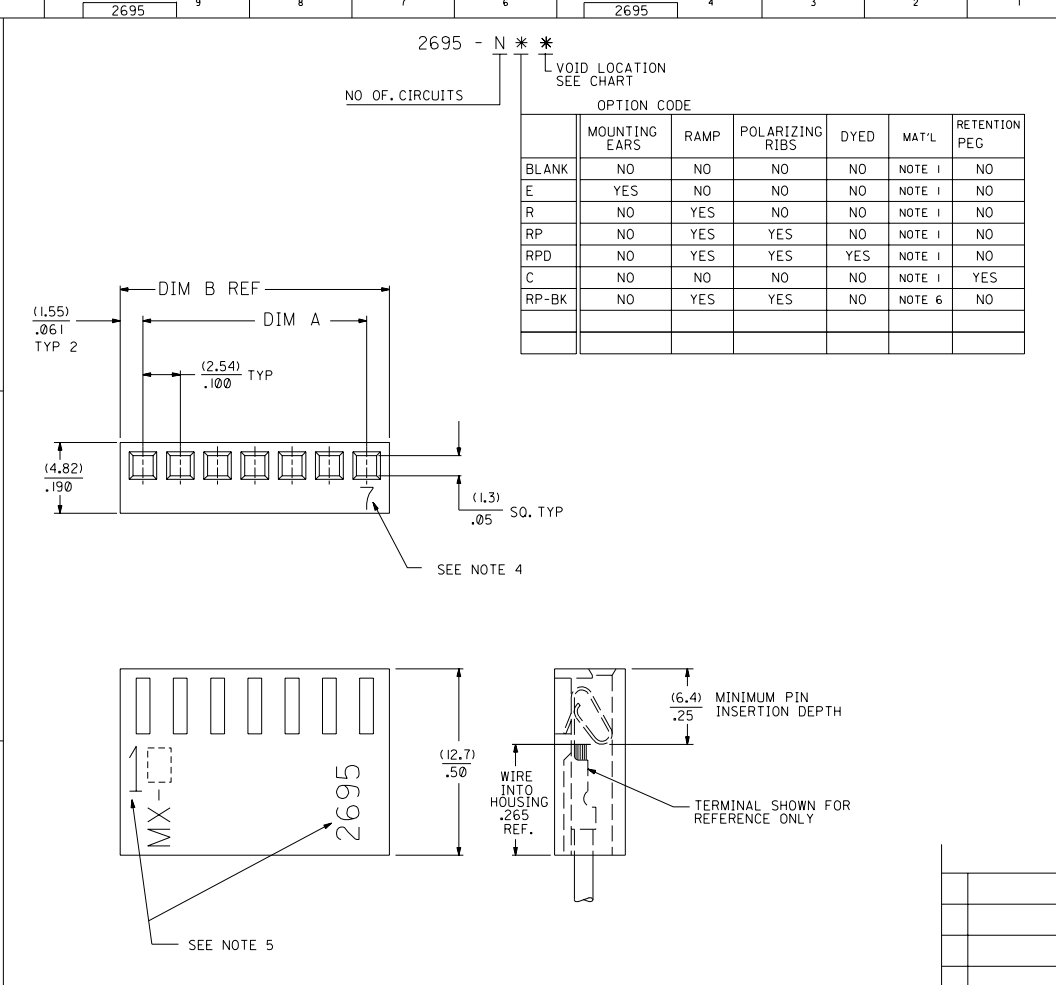 9 8 7 6 4 3 2 1
2695 2695
2695 - N * *
VOID LOCATION
SEE CHART
NO OF. CIRCUITS
OPTION CODE
MOUNTING EARS RAMP POLARIZING RIBS DYED MAT'L RETENTION PEG
BLANK NO NO NO NO NOTE 1 NO
E YES NO NO NO NOTE 1 NO
R NO YES NO NO NOTE 1 NO
RP NO YES YES NO NOTE 1 NO
RPD NO YES YES YES NOTE 1 NO
C NO NO NO NO NOTE 1 YES
RP-BK NO YES YES NO NOTE 6 NO
DIM B REF
(1.55)
.061
TYP 2
DIM A
(2.54)
.100 TYP
(4.82)
.190
7
(1.3)
.05 SQ. TYP
SEE NOTE 4
(6.4)
.25
MINIMUM PIN
INSERTION DEPTH
(12.7)
.50
1
MX-
2695
WIRE
INTO
HOUSING
.265
REF.
TERMINAL SHOWN FOR
REFERENCE ONLY
SEE NOTE 5